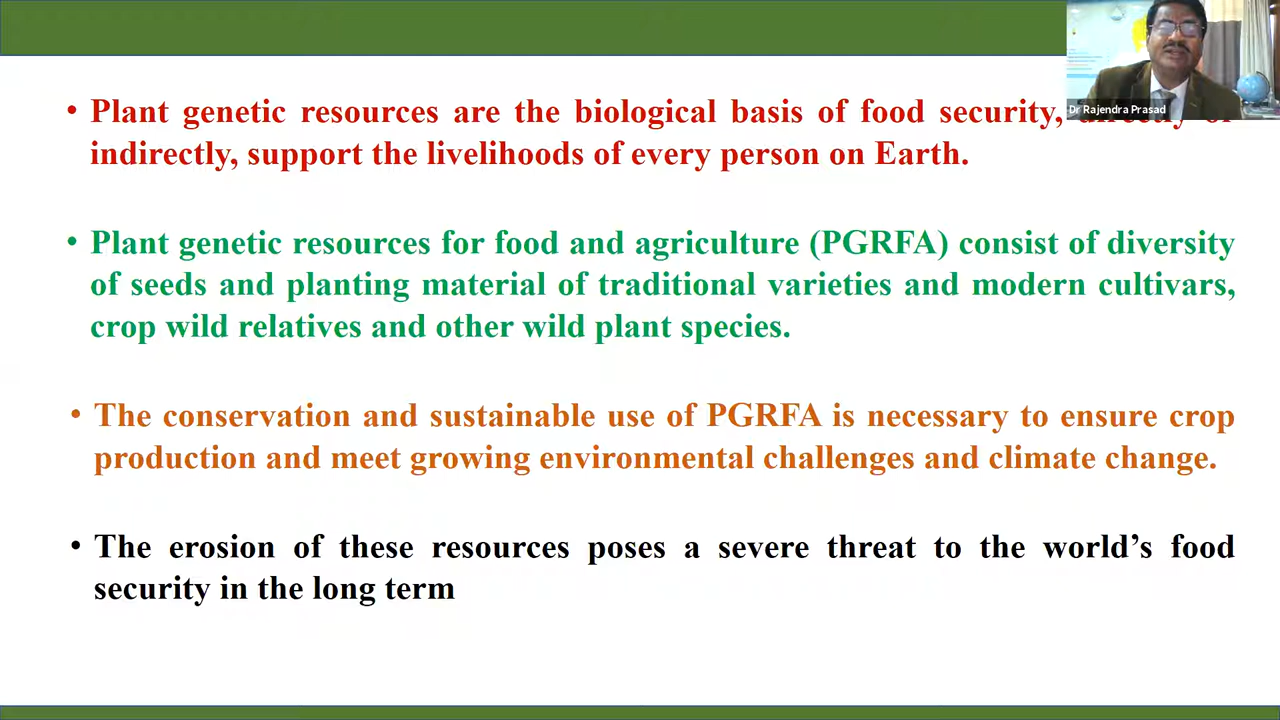 • Plant genetic resources are the biological basis of food security, directly or
Dr Rajendra Prasad
indirectly, support the livelihoods of every person on Earth.
• Plant genetic resources for food and agriculture (PGRFA) consist of diversity
of seeds and planting material of traditional varieties and modern cultivars,
crop wild relatives and other wild plant species.
• The conservation and sustainable use of PGRFA is necessary to ensure crop
production and meet growing environmental challenges and climate change.
• The erosion of these resources poses a severe threat to the world’s food
security in the long term